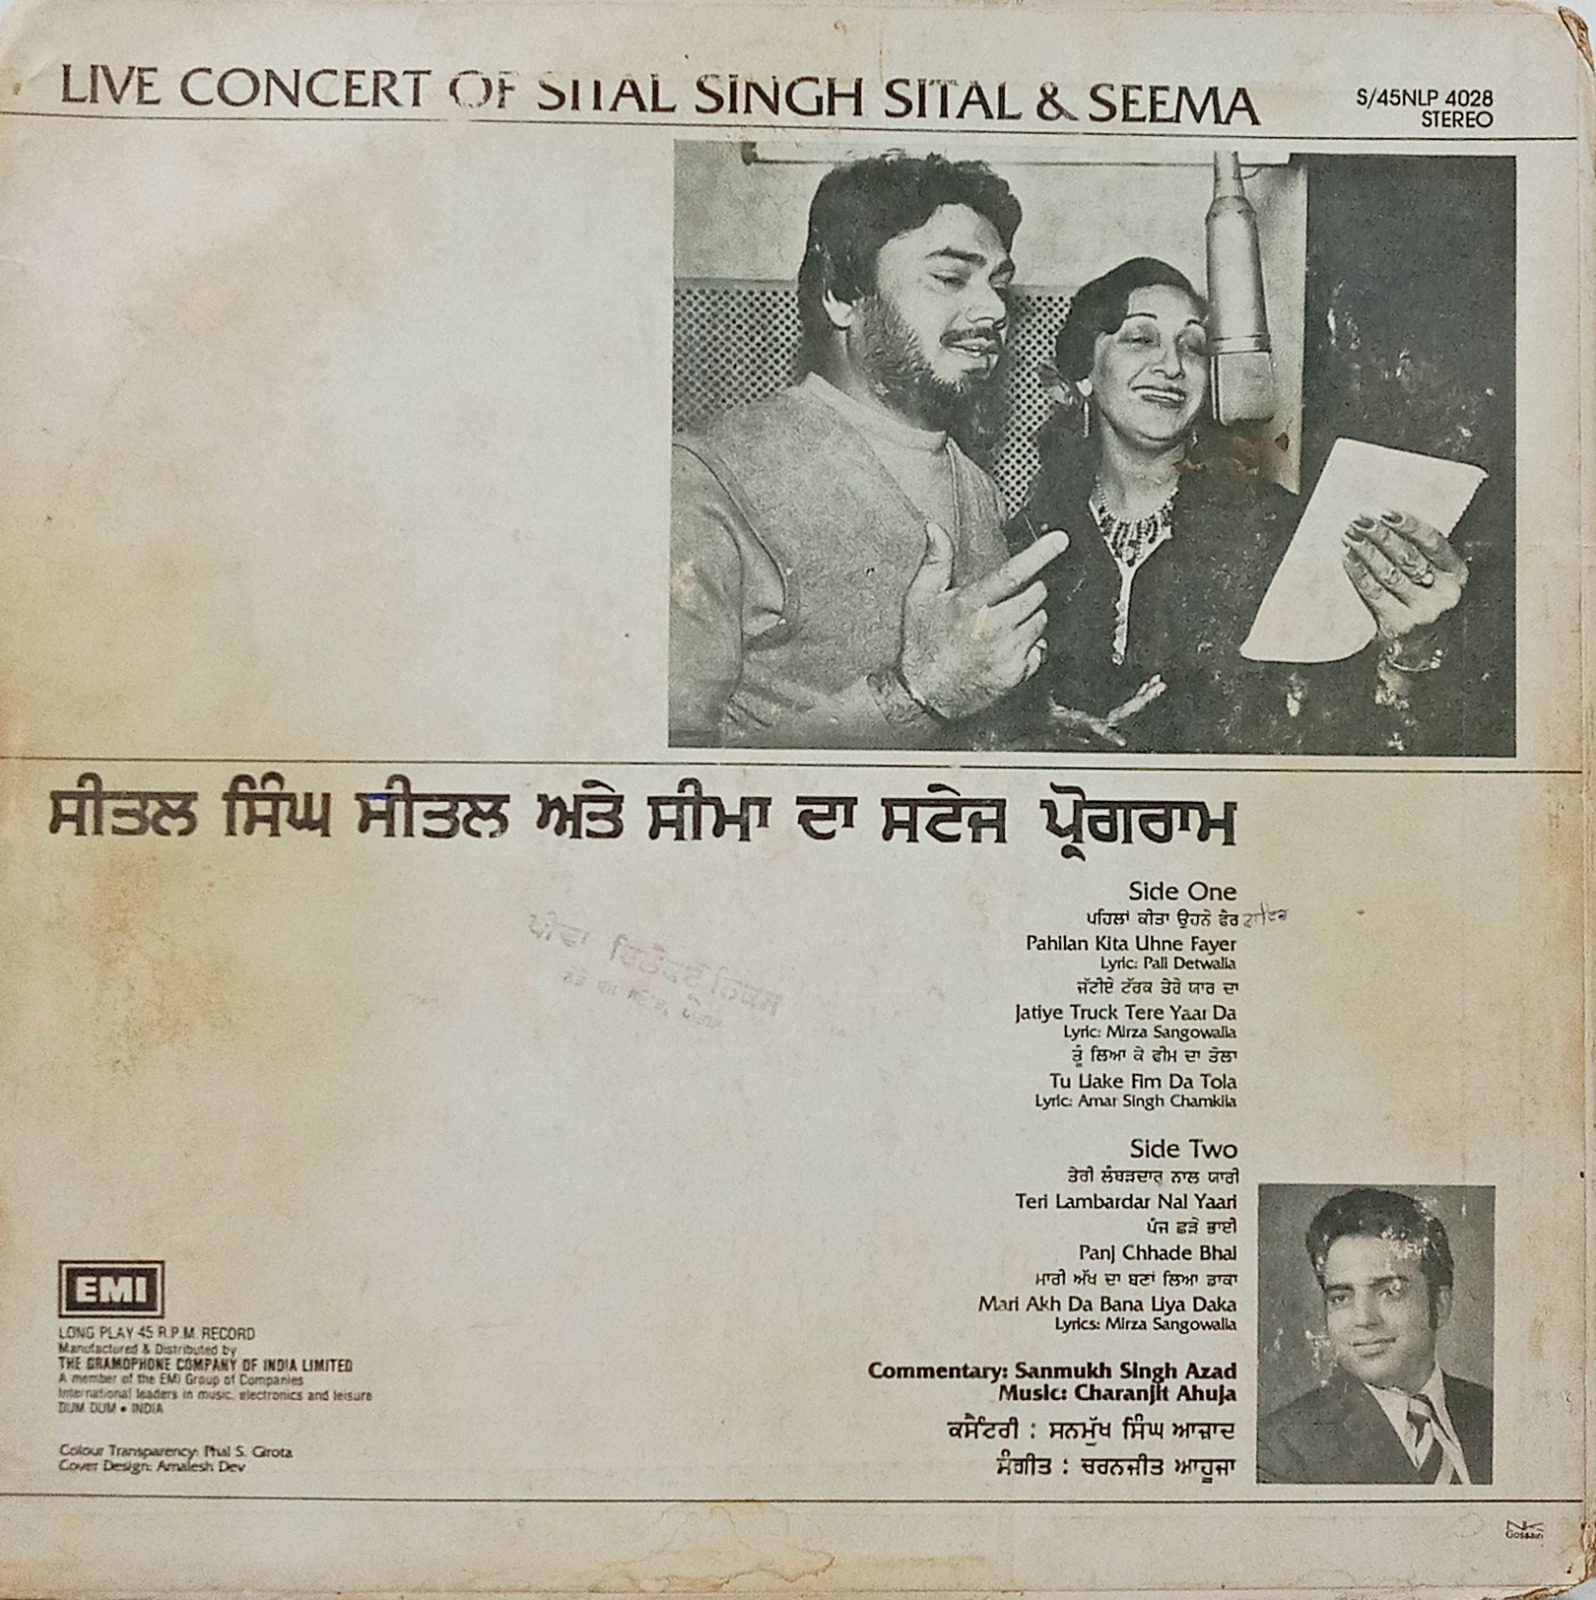 LIVE CONCERT OF SITAL SINGH SITAL & SEEMA
S/45NLP 4028
STEREO
ਸੀਤਲ ਸਿੰਘ ਸੀਤਲ ਅਤੇ ਸੀਮਾ ਦਾ ਸਟੇਜ ਪ੍ਰੋਗਰਾਮ
Side One
ਪਹਿਲਾਂ ਕੀਤਾ ਉਹਨੇ ਫੈਰ
Pahilan Kita Uhne Fayer
Lyric: Pali Detwalia
ਜੱਟੀਏ ਟੱਰਕ ਤੇਰੇ ਯਾਰ ਦਾ
Jatiye Truck Tere Yaar Da
Lyric: Mirza Sangowalia
ਤੂੰ ਲਿਆ ਕੇ ਫੀਮ ਦਾ ਤੋਲਾ
Tu Liake Fim Da Tola
Lyric: Amar Singh Chamkila
Side Two
ਤੇਰੀ ਲੰਬੜਦਾਰ ਨਾਲ ਯਾਰੀ
Teri Lambardar Nal Yaari
ਪੰਜ ਛੜੇ ਭਾਈ
Panj Chhade Bhai
ਮਾਰੀ ਅੱਖ ਦਾ ਬਣਾਂ ਲਿਆ ਡਾਕਾ
Mari Akh Da Bana Liya Daka
Lyrics: Mirza Sangowalia
Commentary: Sanmukh Singh Azad
Music: Charanjit Ahuja
ਕਸੈਂਟਰੀ : ਸਨਮੁੱਖ ਸਿੰਘ ਆਜ਼ਾਦ
ਸੰਗੀਤ : ਚਰਨਜੀਤ ਆਹੂਜਾ
EMI
LONG PLAY 45 R.P.M. RECORD
Manufactured & Distributed by
THE GRAMOPHONE COMPANY OF INDIA LIMITED
A member of the EMI Group of Companies
International leaders in music, electronics and leisure
DUM DUM • INDIA
Colour Transparency: Phal S. Girota
Cover Design: Amalesh Dev
Gossain